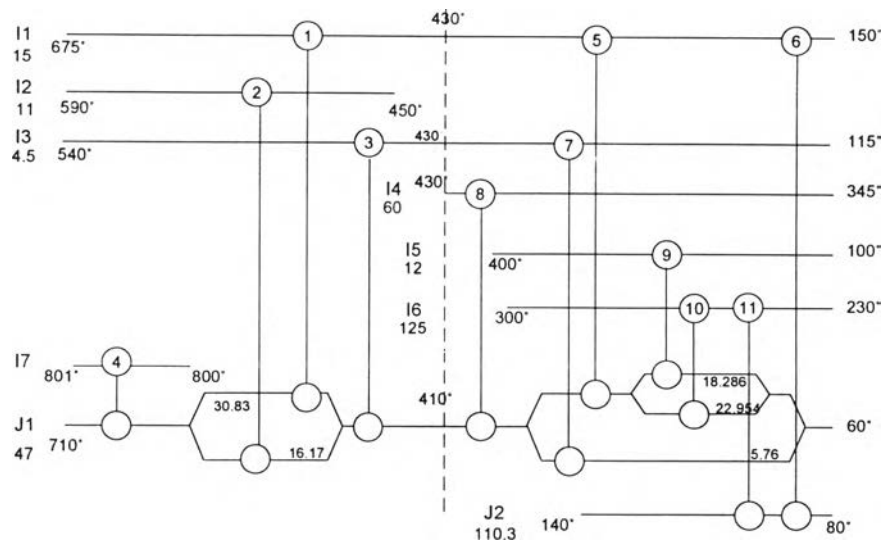 430°
I1 675° 1 5 6 150°
15
I2 590° 2 450°
11
I3 540° 3 430 7 115°
4.5
I4 430° 8 345°
60
I5 400° 9 100°
12
I6 300° 10 11 230°
125
I7 801° 4 800°
18.286
30.83 410° 22.954
J1 710° 60°
47 16.17 5.76
J2 140° 80°
110.3